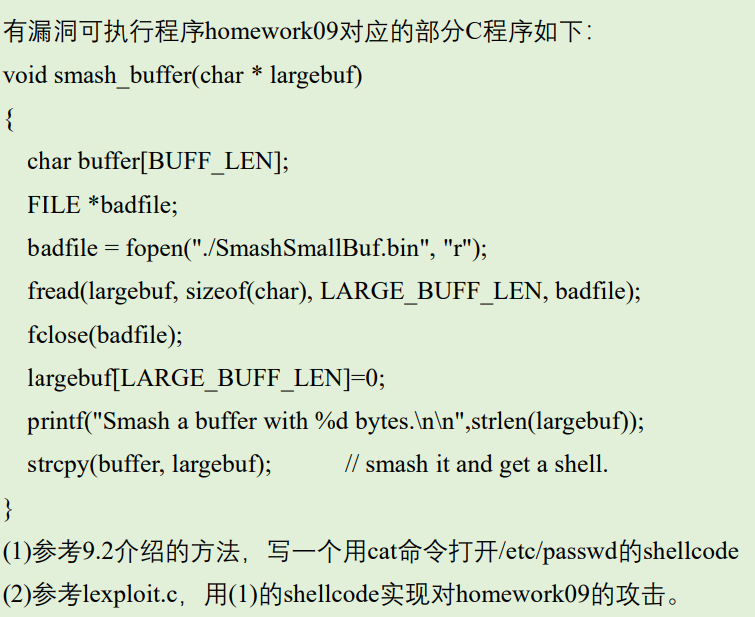 有漏洞可执行程序homework09对应的部分C程序如下：
void smash_buffer(char * largebuf)
{
char buffer[BUFF_LEN];
FILE *badfile;
badfile = fopen("./SmashSmallBuf.bin", "r");
fread(largebuf, sizeof(char), LARGE_BUFF_LEN, badfile);
fclose(badfile);
largebuf[LARGE_BUFF_LEN]=0;
printf("Smash a buffer with %d bytes.\n\n",strlen(largebuf));
strcpy(buffer, largebuf); // smash it and get a shell.
}
(1)参考9.2介绍的方法，写一个用cat命令打开/etc/passwd的shellcode
(2)参考lexploit.c，用(1)的shellcode实现对homework09的攻击。